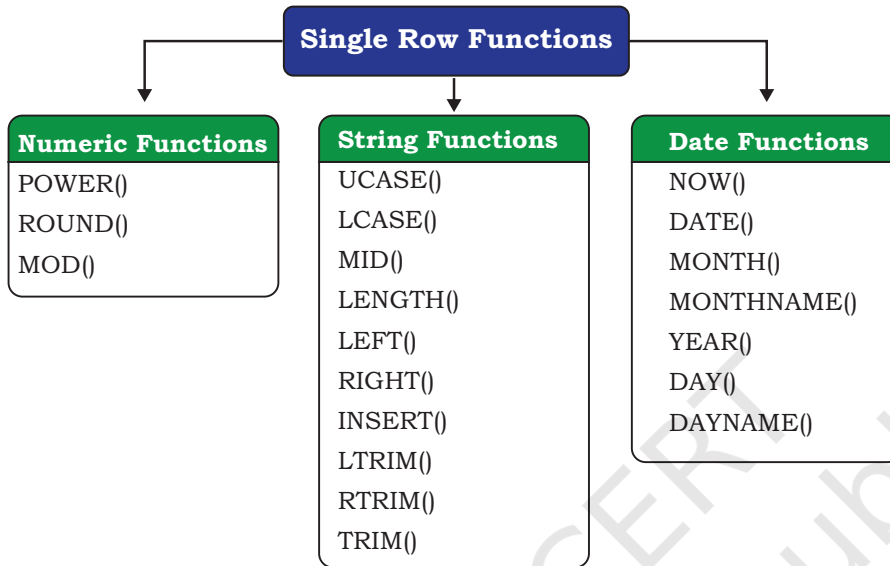 Single Row Functions
Numeric Functions
POWER()
ROUND()
MOD()
String Functions
UCASE()
LCASE()
MID()
LENGTH()
LEFT()
RIGHT()
INSERT()
LTRIM()
RTRIM()
TRIM()
Date Functions
NOW()
DATE()
MONTH()
MONTHNAME()
YEAR()
DAY()
DAYNAME()